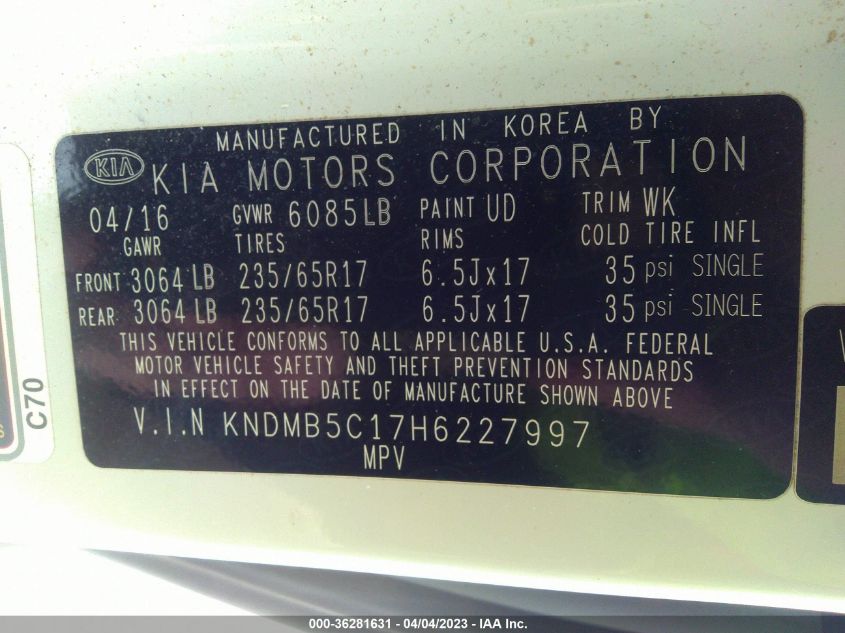 MANUFACTURED IN KOREA BY
KIA KIA MOTORS CORPORATION
04/16 GVWR 6085LB PAINT UD TRIM WK
GAWR TIRES RIMS COLD TIRE INFL
FRONT 3064 LB 235/65R17 6.5Jx17 35 psi SINGLE
REAR 3064 LB 235/65R17 6.5Jx17 35 psi SINGLE
THIS VEHICLE CONFORMS TO ALL APPLICABLE U.S.A. FEDERAL
MOTOR VEHICLE SAFETY AND THEFT PREVENTION STANDARDS
IN EFFECT ON THE DATE OF MANUFACTURE SHOWN ABOVE
V.I.N KNDMB5C17H6227997
MPV
C70
000-36281631 - 04/04/2023 - IAA Inc.